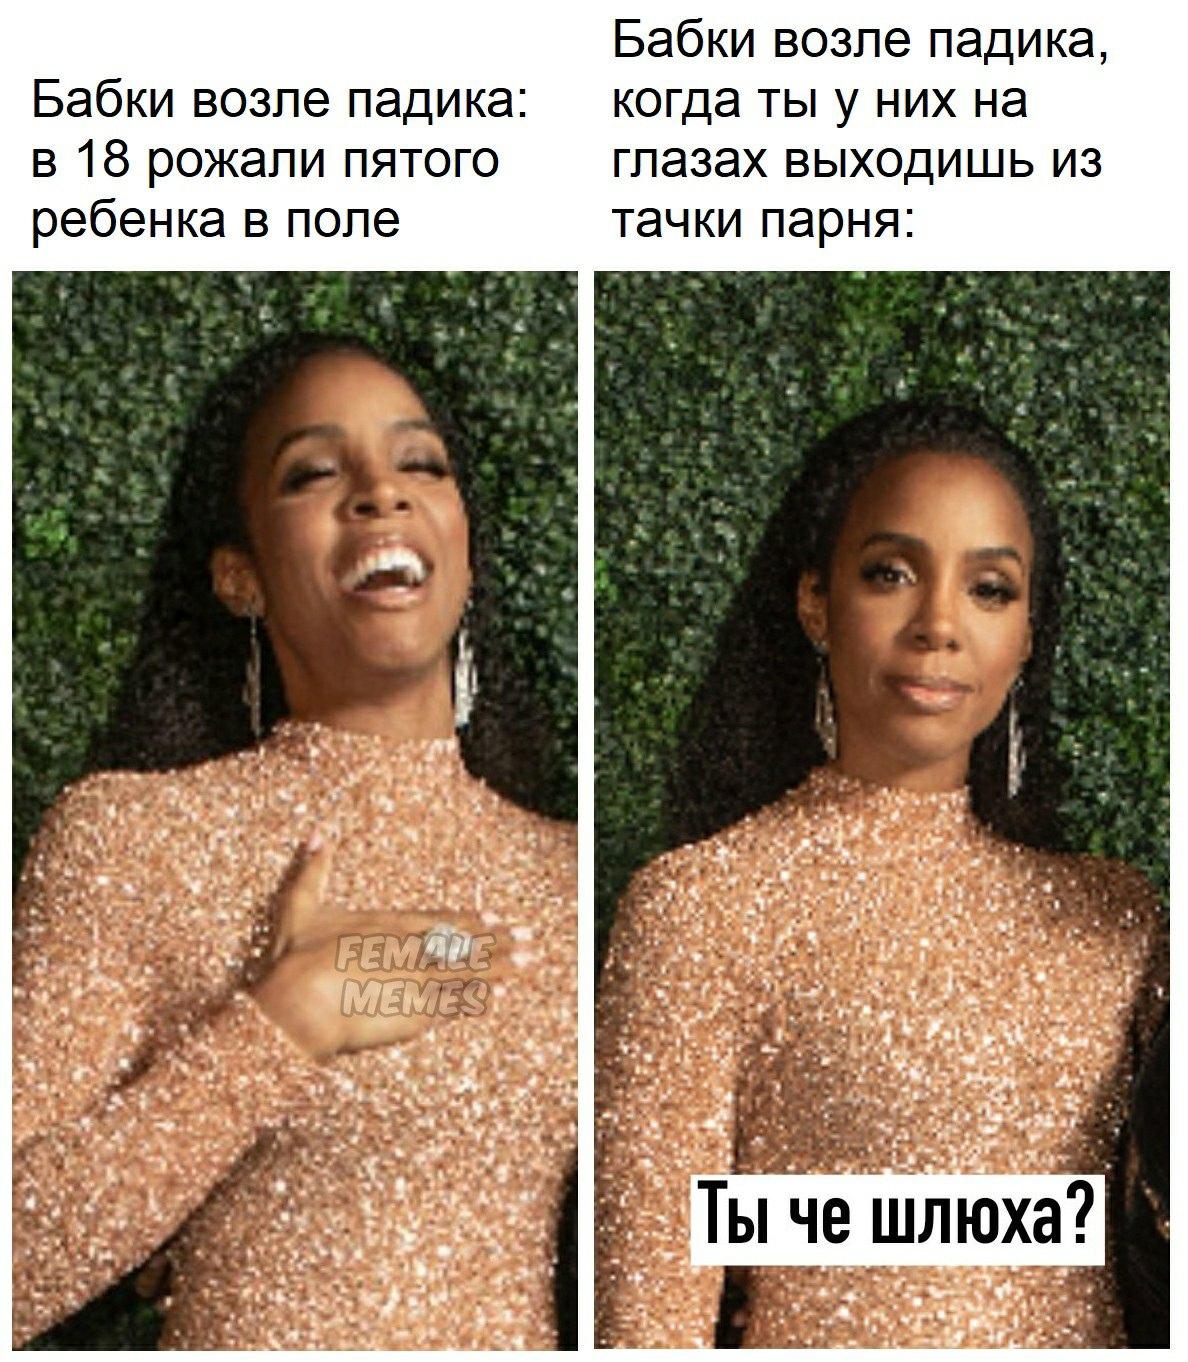 Бабки возле падика:
в 18 рожали пятого
ребенка в поле
Бабки возле падика,
когда ты у них на
глазах выходишь из
тачки парня:
FEMALE
MEMES
Ты че шлюха?